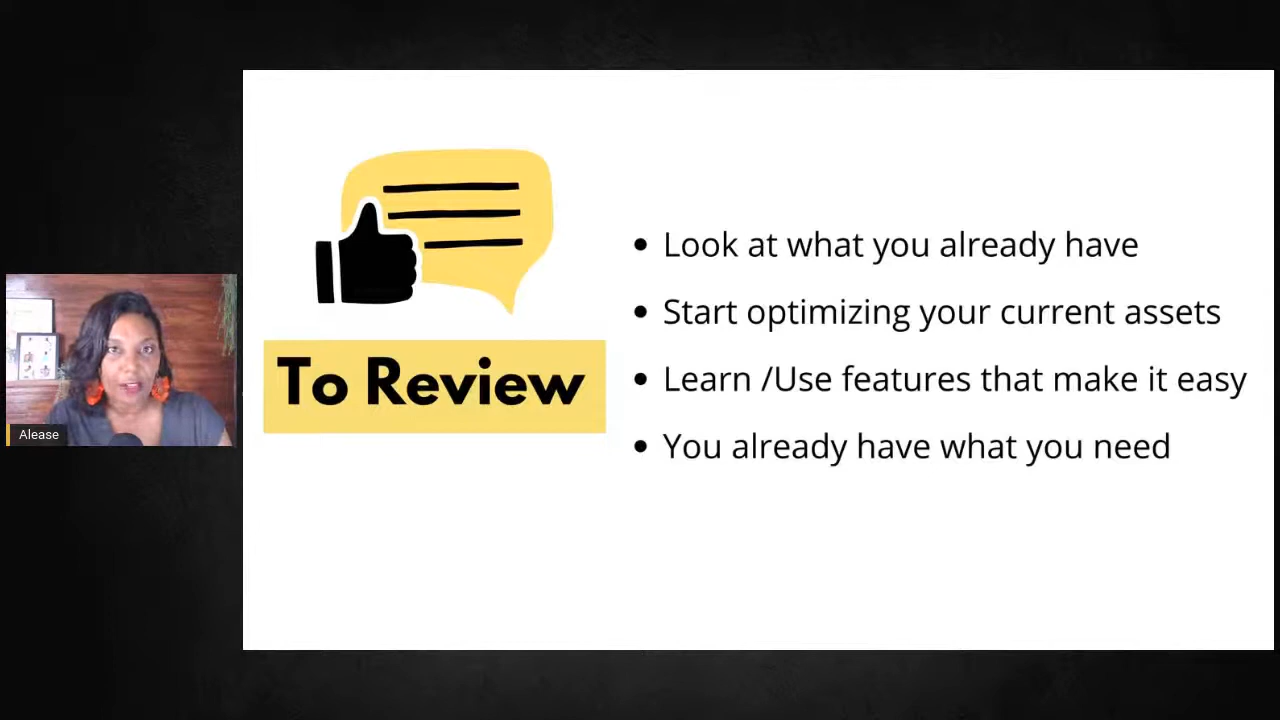 Alease
To Review
Look at what you already have
Start optimizing your current assets
Learn /Use features that make it easy
You already have what you need